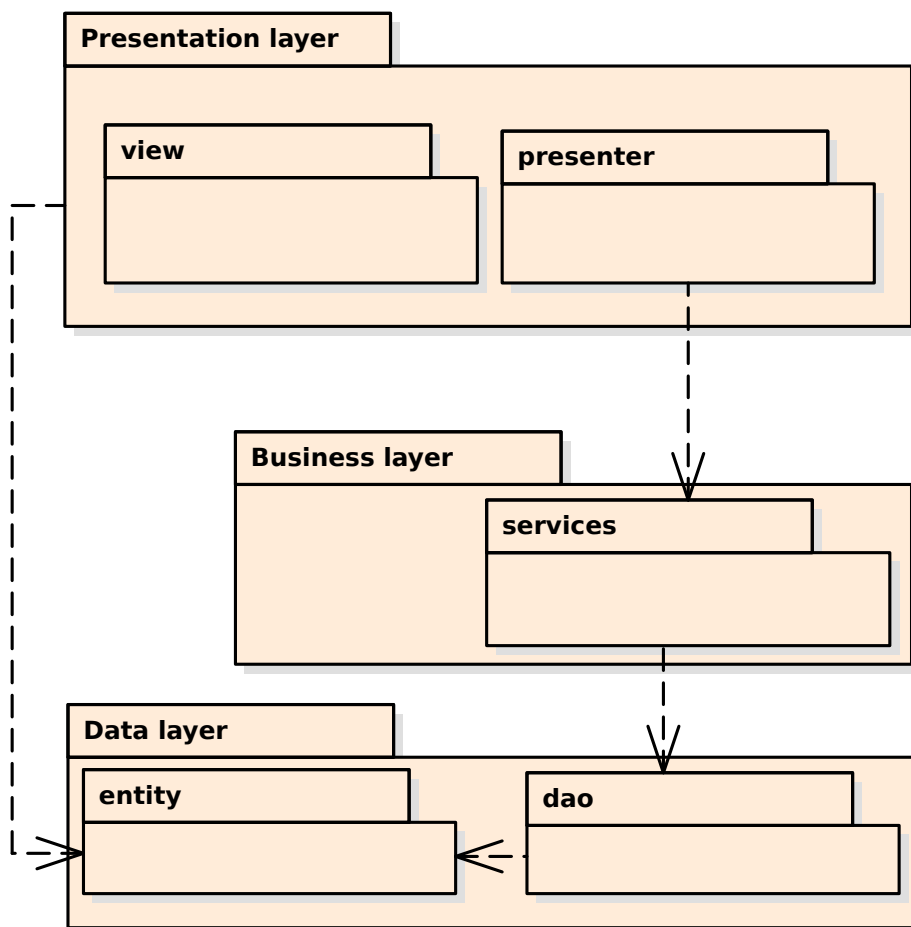 Presentation layer
view
presenter
Business layer
services
Data layer
entity
dao